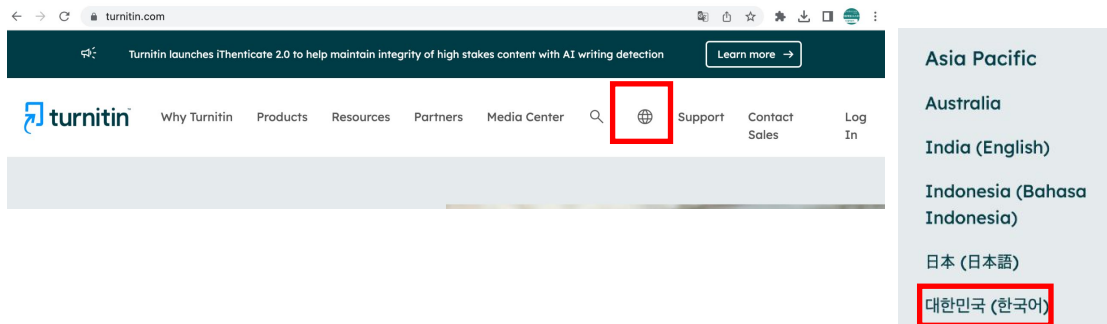 turnitin.com
Turnitin launches iThenticate 2.0 to help maintain integrity of high stakes content with AI writing detection
Learn more →
turnitin
Why Turnitin
Products
Resources
Partners
Media Center
Support
Contact
Sales
Log
In
Asia Pacific
Australia
India (English)
Indonesia (Bahasa
Indonesia)
日本 (日本語)
대한민국 (한국어)